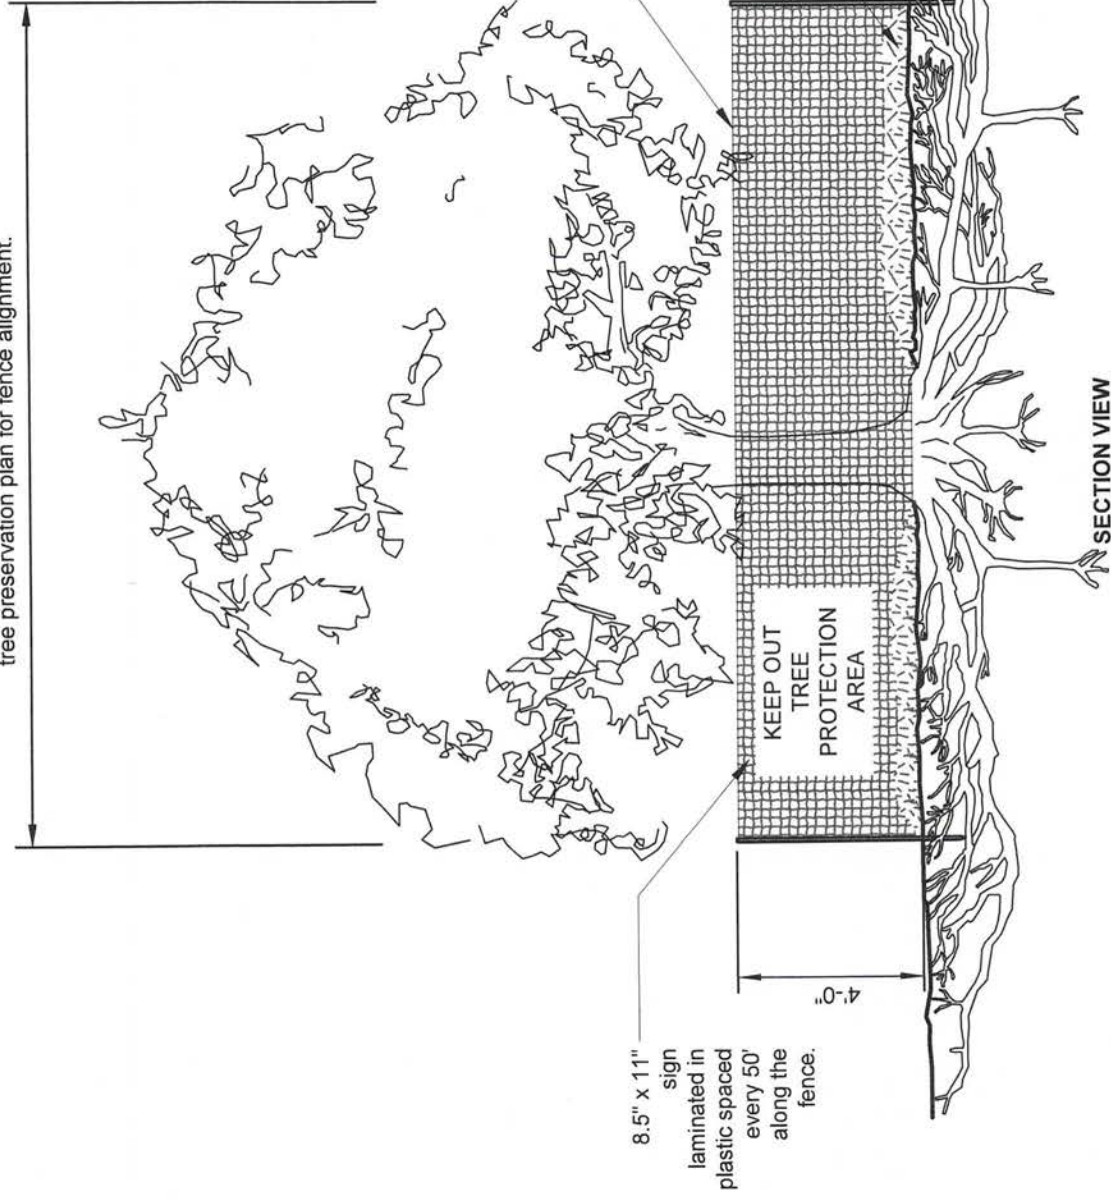 tree preservation plan for fence alignment.
KEEP OUT
TREE
PROTECTION
AREA
4'-0"
8.5" x 11"
sign
laminated in
plastic spaced
every 50'
along the
fence.
SECTION VIEW